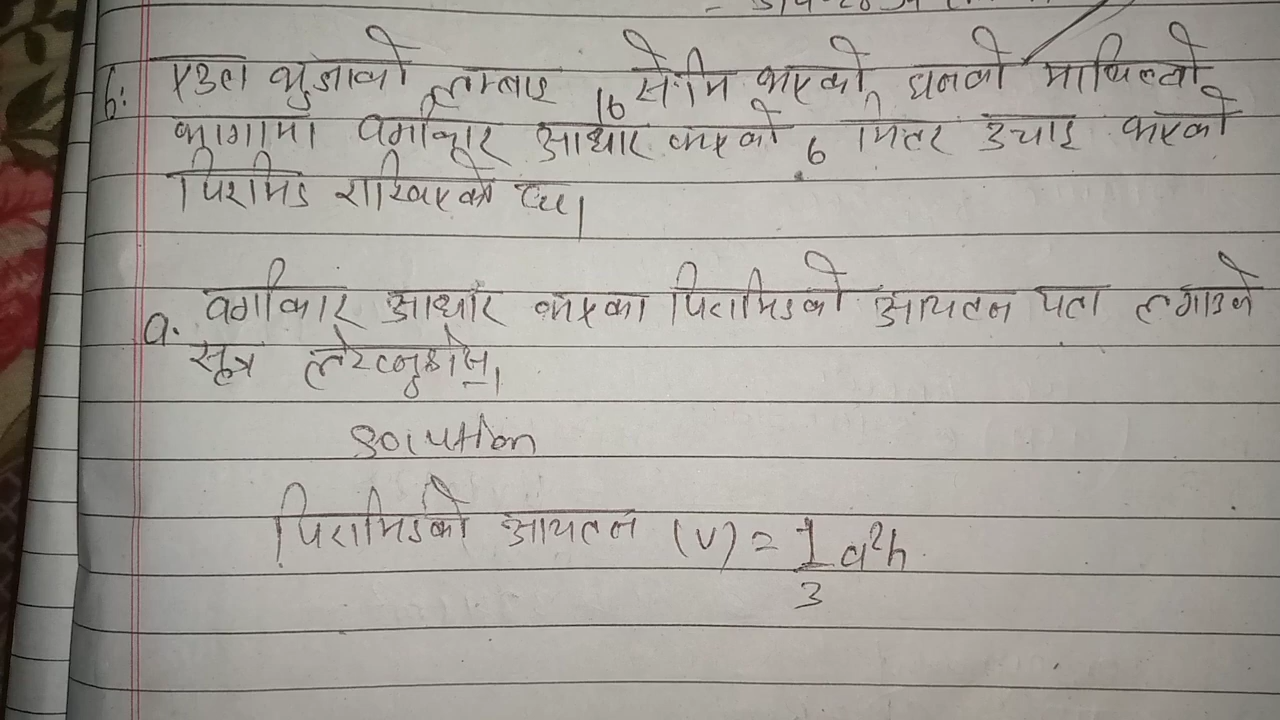 6. एउटा भुजाको लम्बाइ 16 से.मि भएको घनको माथिल्लो
भागमा वर्गाकार आधार भएको 6 मिटर उचाइ भएको
पिरामिड राखिएको छ।
a. वर्गाकार आधार भएका पिरामिडको आयतन पता लगाउने
सूत्र लेख्नुहोस्।
solution
पिरामिडको आयतन (V) = 1/3 a²h.